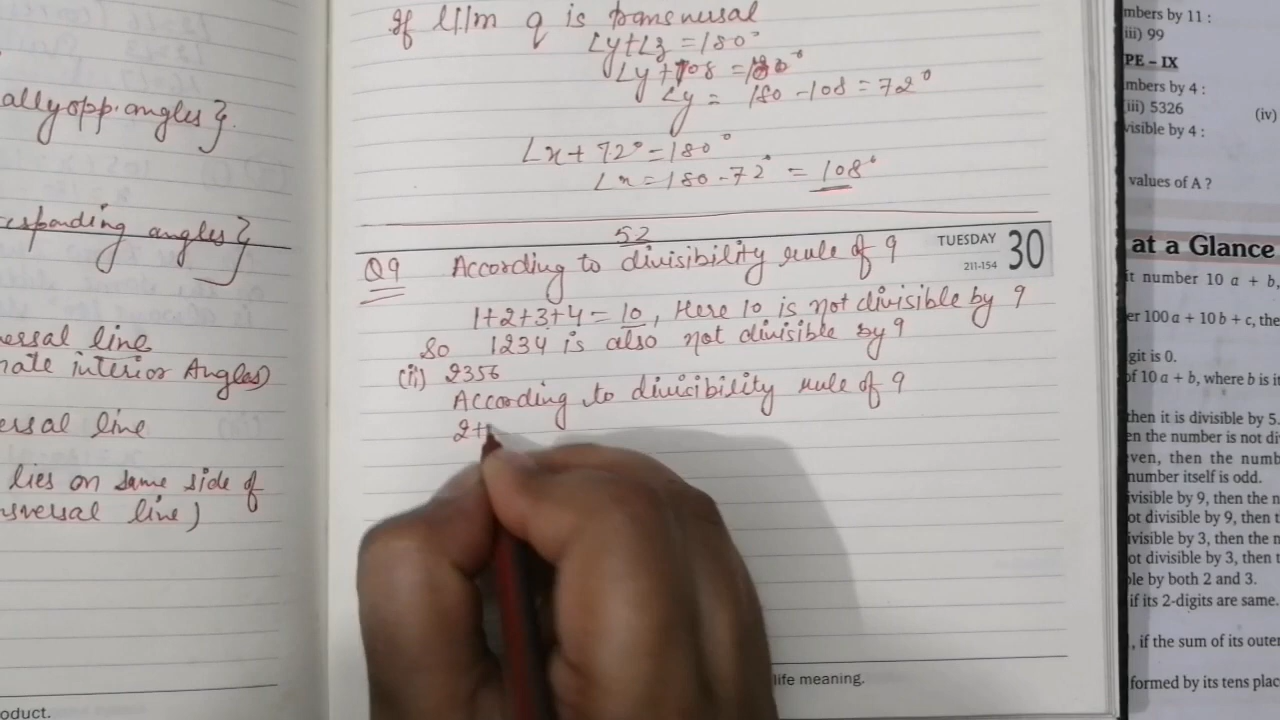 ally opp. angles}.
esponding angles}
versal line
nate interior Angles)
ersal line
lies on same side of
nsversal line)
oduct.
If l||m q is transversal
∠y+∠z = 180°
∠y+108 = 180°
∠y = 180 - 108 = 72°
∠x + 72° = 180°
∠x = 180 - 72° = 108°
52
TUESDAY 30
211-154
Q9 According to divisibility rule of 9
1+2+3+4 = 10, Here 10 is not divisible by 9
So 1234 is also not divisible by 9
(ii) 2356
According to divisibility rule of 9
2+
life meaning.
mbers by 11 :
iii) 99
PE – IX
mbers by 4 :
iii) 5326 (iv)
visible by 4 :
values of A ?
at a Glance
it number 10 a + b,
er 100 a + 10 b + c, the
git is 0.
of 10 a + b, where b is it
then it is divisible by 5.
en the number is not di
ven, then the numb
number itself is odd.
ivisible by 9, then the n
ot divisible by 9, then t
ivisible by 3, then the n
ot divisible by 3, then t
ole by both 2 and 3.
if its 2-digits are same.
, if the sum of its outer
formed by its tens plac